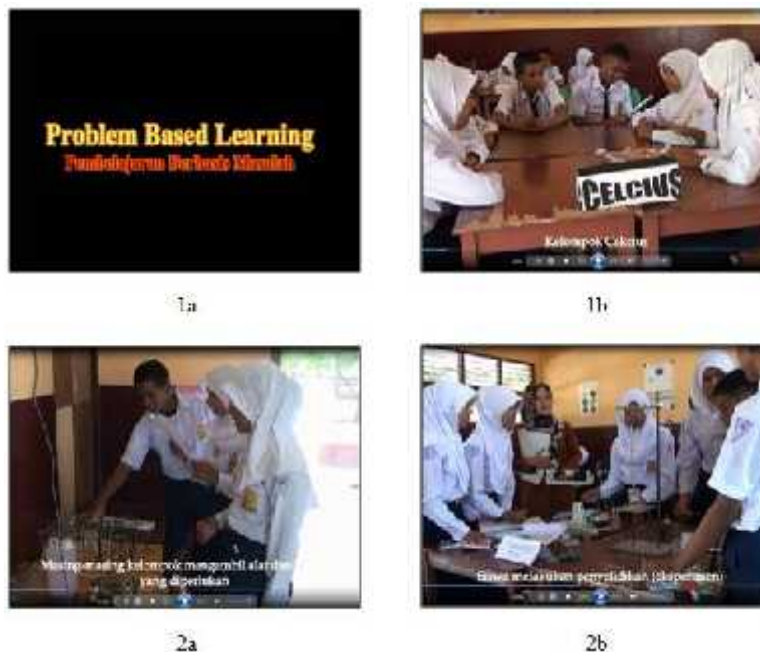 Problem Based Learning
Pembelajaran Berbasis Masalah
CELCIUS
Kelompok Celcius
1a
1b
Masing-masing kelompok mengambil alat dan
yang diperlukan
Siswa melakukan penyelidikan (eksperimen)
2a
2b